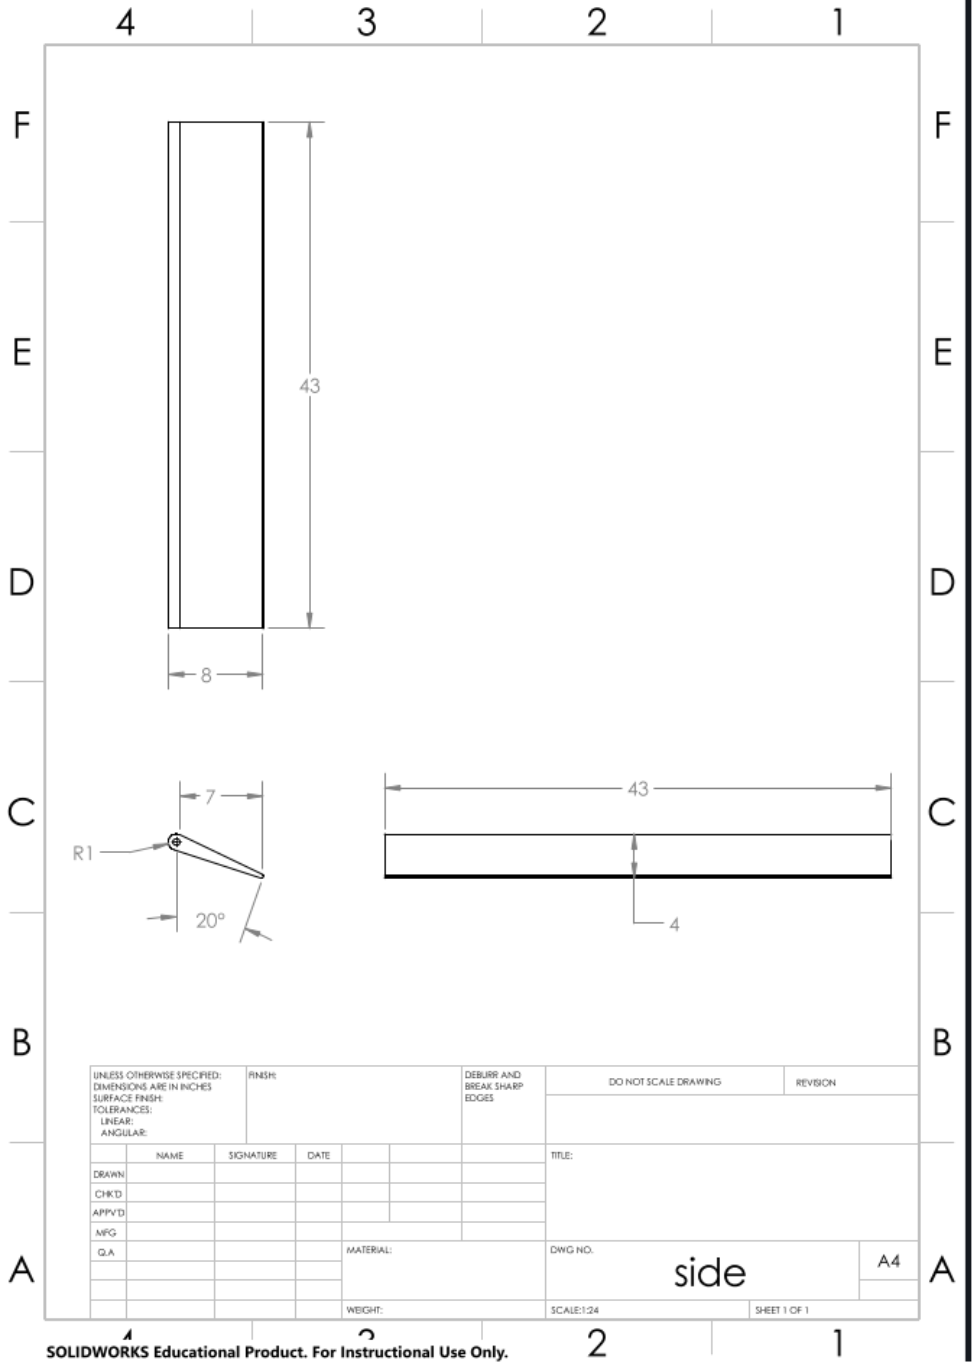 4 3 2 1
F F
E E
43
D D
8
C C
7
43
R1
20°
4
B B
UNLESS OTHERWISE SPECIFIED:
DIMENSIONS ARE IN INCHES
SURFACE FINISH:
TOLERANCES:
LINEAR:
ANGULAR:
FINISH:
DEBURR AND
BREAK SHARP
EDGES
DO NOT SCALE DRAWING
REVISION
NAME SIGNATURE DATE
TITLE:
DRAWN
CHK'D
APPV'D
MFG
Q.A
MATERIAL:
DWG NO.
side
A4
A A
WEIGHT:
SCALE:1:24
SHEET 1 OF 1
4 3 2 1
SOLIDWORKS Educational Product. For Instructional Use Only.